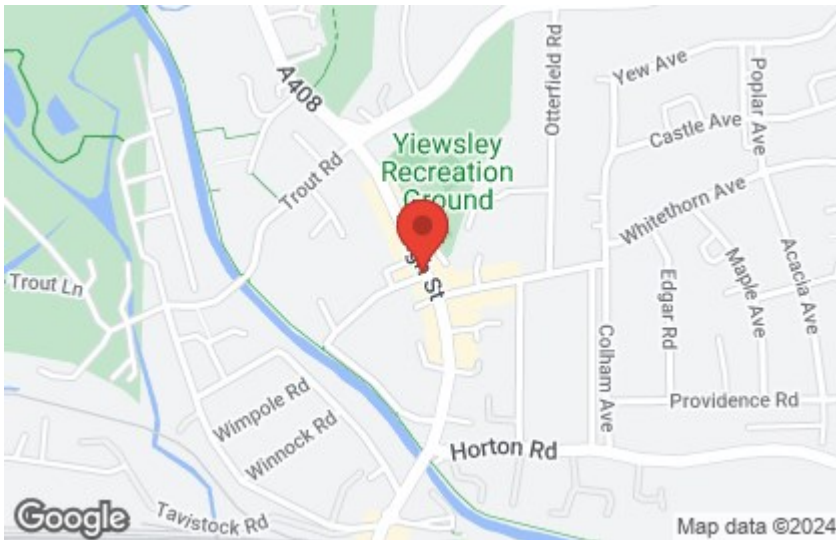 Otterfield Rd
Yew Ave
Poplar Ave
A408
Castle Ave
Yiewsley
Recreation
Ground
Trout Rd
Whitethorn Ave
Trout Ln
St
Edgar Rd
Maple Ave
Acacia Ave
Colham Ave
Wimpole Rd
Providence Rd
Winnock Rd
Horton Rd
Tavistock Rd
Google
Map data ©2024